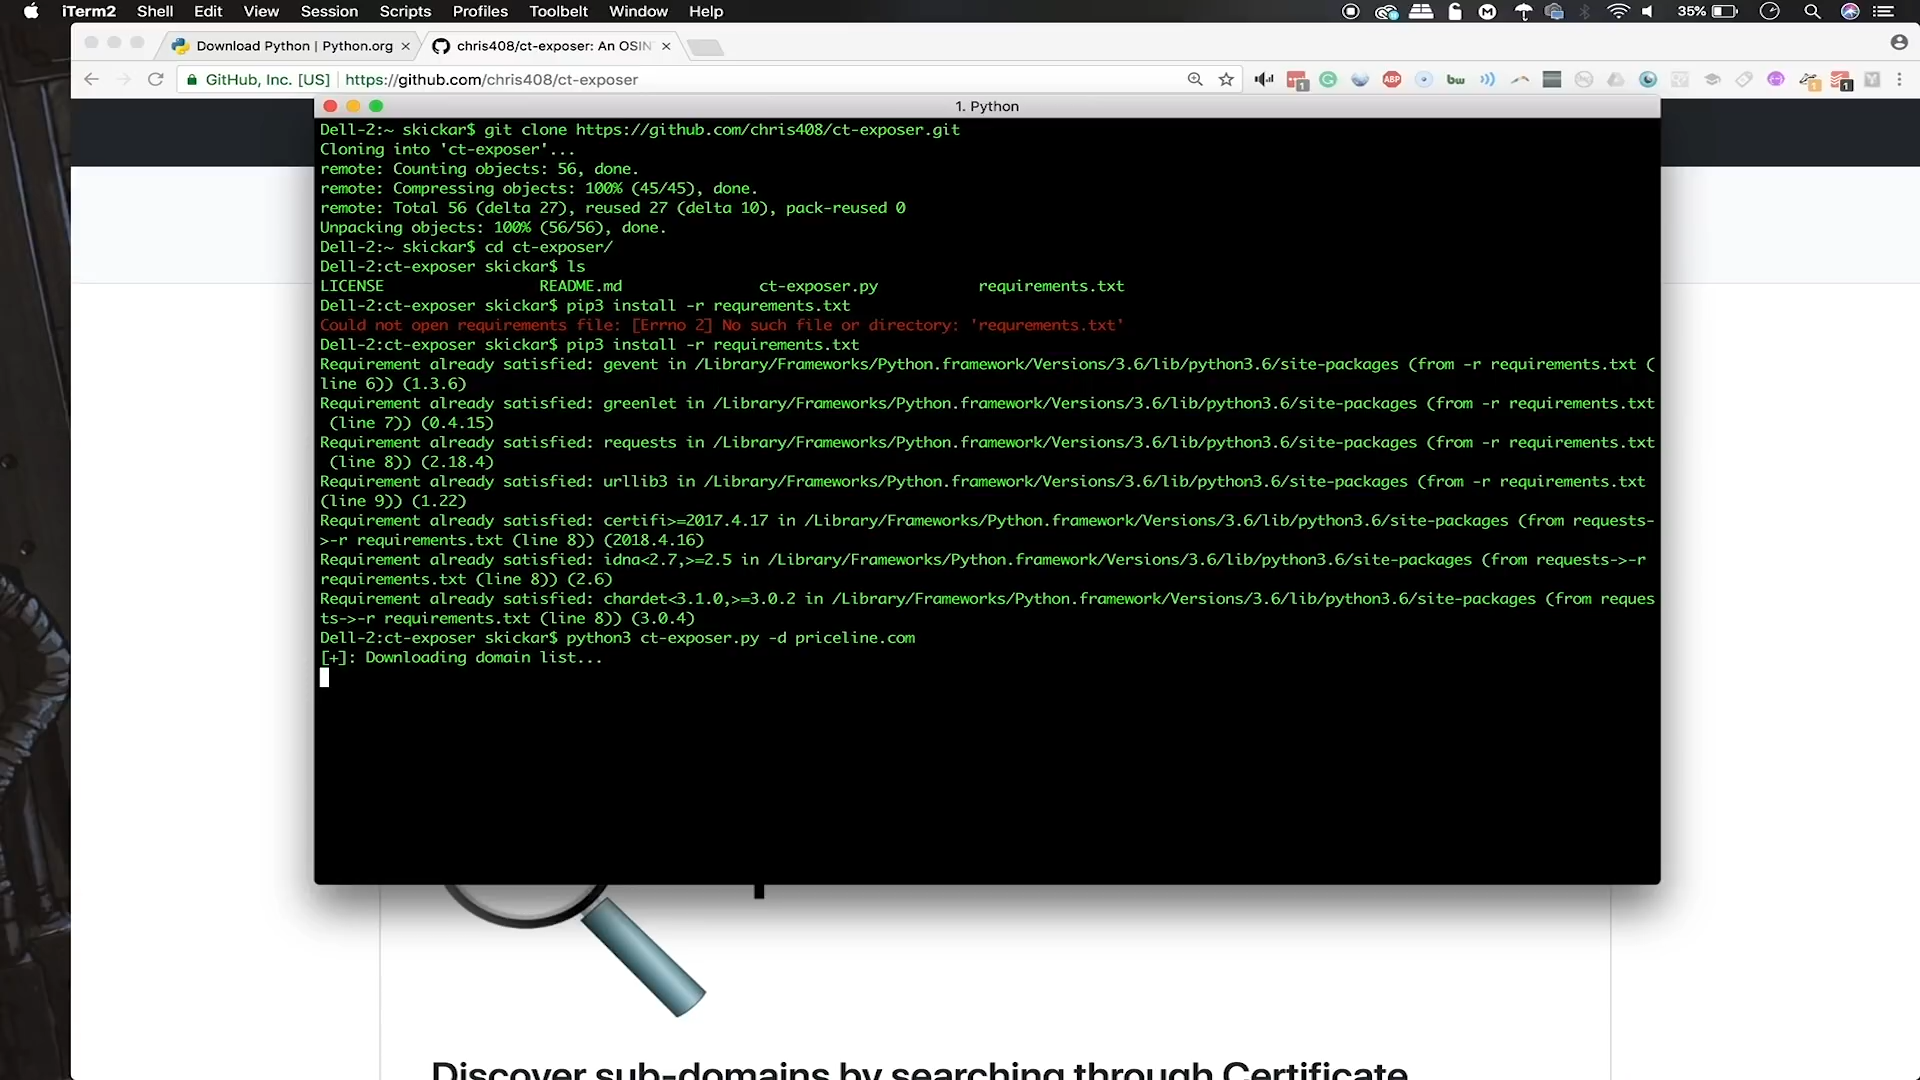 iTerm2 Shell Edit View Session Scripts Profiles Toolbelt Window Help 35%
Download Python | Python.org × chris408/ct-exposer: An OSIN ×
GitHub, Inc. [US] | https://github.com/chris408/ct-exposer
1. Python
Dell-2:~ skickar$ git clone https://github.com/chris408/ct-exposer.git
Cloning into 'ct-exposer'...
remote: Counting objects: 56, done.
remote: Compressing objects: 100% (45/45), done.
remote: Total 56 (delta 27), reused 27 (delta 10), pack-reused 0
Unpacking objects: 100% (56/56), done.
Dell-2:~ skickar$ cd ct-exposer/
Dell-2:ct-exposer skickar$ ls
LICENSE README.md ct-exposer.py requirements.txt
Dell-2:ct-exposer skickar$ pip3 install -r requrements.txt
Could not open requirements file: [Errno 2] No such file or directory: 'requrements.txt'
Dell-2:ct-exposer skickar$ pip3 install -r requirements.txt
Requirement already satisfied: gevent in /Library/Frameworks/Python.framework/Versions/3.6/lib/python3.6/site-packages (from -r requirements.txt (
line 6)) (1.3.6)
Requirement already satisfied: greenlet in /Library/Frameworks/Python.framework/Versions/3.6/lib/python3.6/site-packages (from -r requirements.txt
(line 7)) (0.4.15)
Requirement already satisfied: requests in /Library/Frameworks/Python.framework/Versions/3.6/lib/python3.6/site-packages (from -r requirements.txt
(line 8)) (2.18.4)
Requirement already satisfied: urllib3 in /Library/Frameworks/Python.framework/Versions/3.6/lib/python3.6/site-packages (from -r requirements.txt
(line 9)) (1.22)
Requirement already satisfied: certifi>=2017.4.17 in /Library/Frameworks/Python.framework/Versions/3.6/lib/python3.6/site-packages (from requests-
>-r requirements.txt (line 8)) (2018.4.16)
Requirement already satisfied: idna<2.7,>=2.5 in /Library/Frameworks/Python.framework/Versions/3.6/lib/python3.6/site-packages (from requests->-r
requirements.txt (line 8)) (2.6)
Requirement already satisfied: chardet<3.1.0,>=3.0.2 in /Library/Frameworks/Python.framework/Versions/3.6/lib/python3.6/site-packages (from reques
ts->-r requirements.txt (line 8)) (3.0.4)
Dell-2:ct-exposer skickar$ python3 ct-exposer.py -d priceline.com
[+]: Downloading domain list...
Discover sub-domains by searching through Certificate